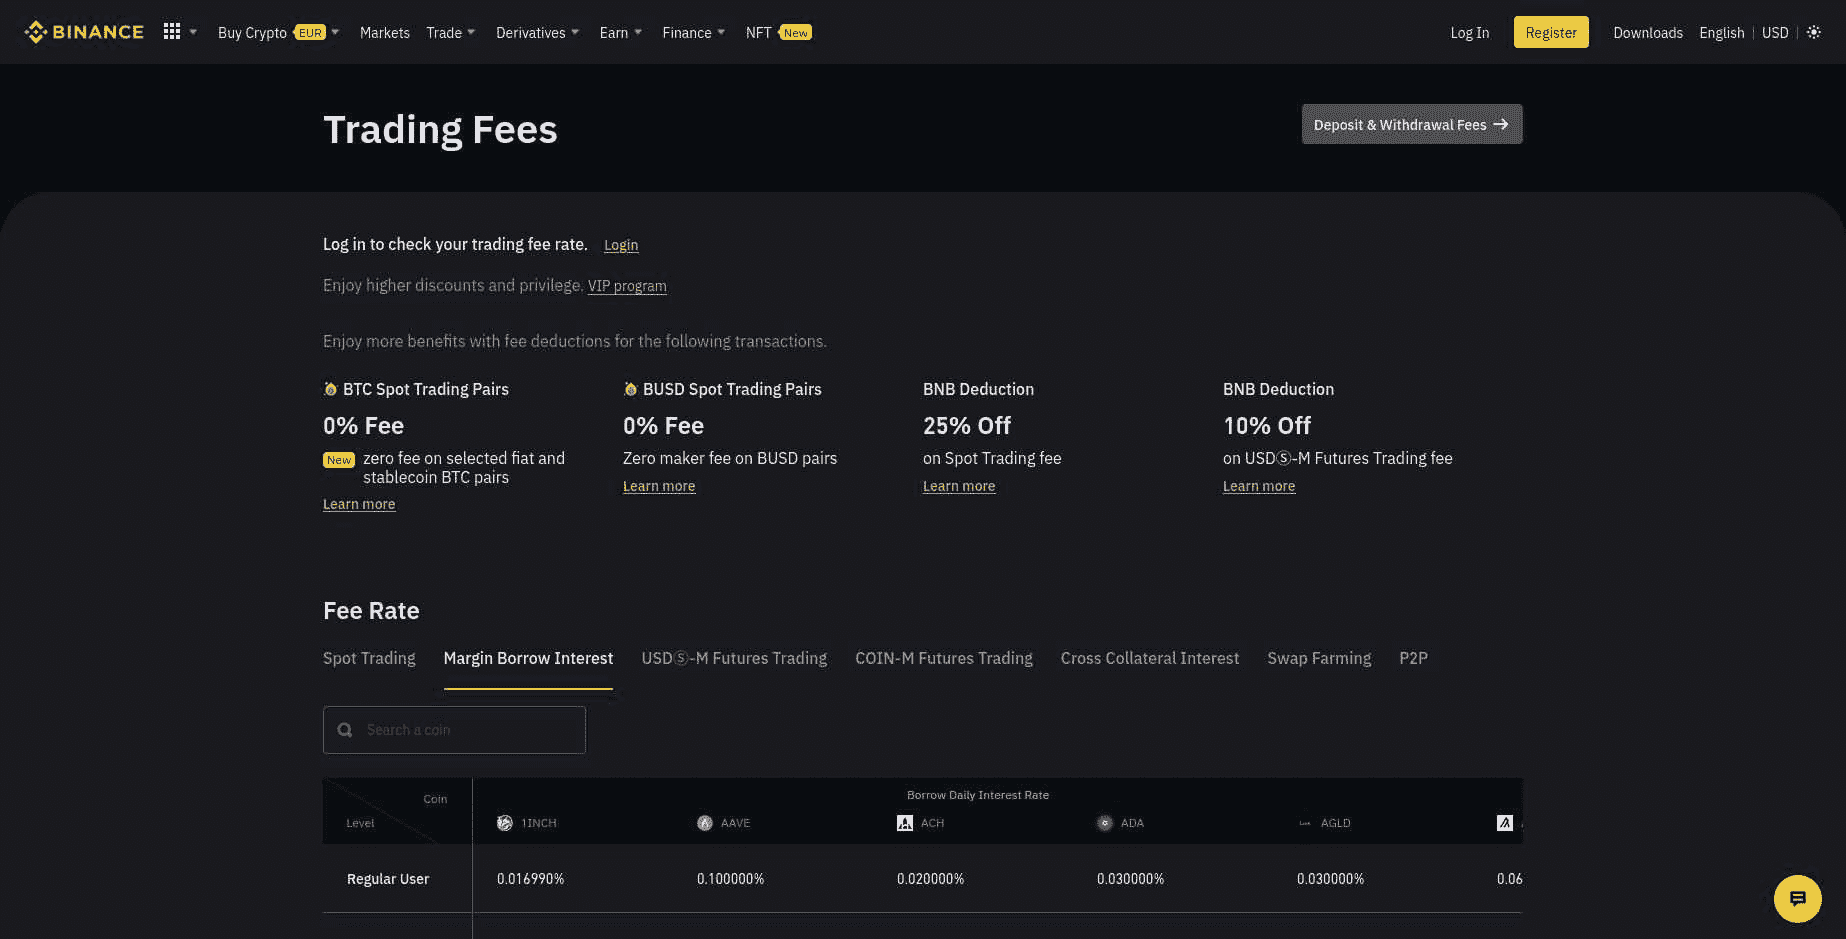 BINANCE Buy Crypto EUR Markets Trade Derivatives Earn Finance NFT New Log In Register Downloads English | USD |
Trading Fees
Deposit & Withdrawal Fees →
Log in to check your trading fee rate. Login
Enjoy higher discounts and privilege. VIP program
Enjoy more benefits with fee deductions for the following transactions.
BTC Spot Trading Pairs
0% Fee
New zero fee on selected fiat and
stablecoin BTC pairs
Learn more
BUSD Spot Trading Pairs
0% Fee
Zero maker fee on BUSD pairs
Learn more
BNB Deduction
25% Off
on Spot Trading fee
Learn more
BNB Deduction
10% Off
on USDⓈ-M Futures Trading fee
Learn more
Fee Rate
Spot Trading Margin Borrow Interest USDⓈ-M Futures Trading COIN-M Futures Trading Cross Collateral Interest Swap Farming P2P
Search a coin
Coin
Level
Borrow Daily Interest Rate
1INCH AAVE ACH ADA AGLD
Regular User 0.016990% 0.100000% 0.020000% 0.030000% 0.030000% 0.06